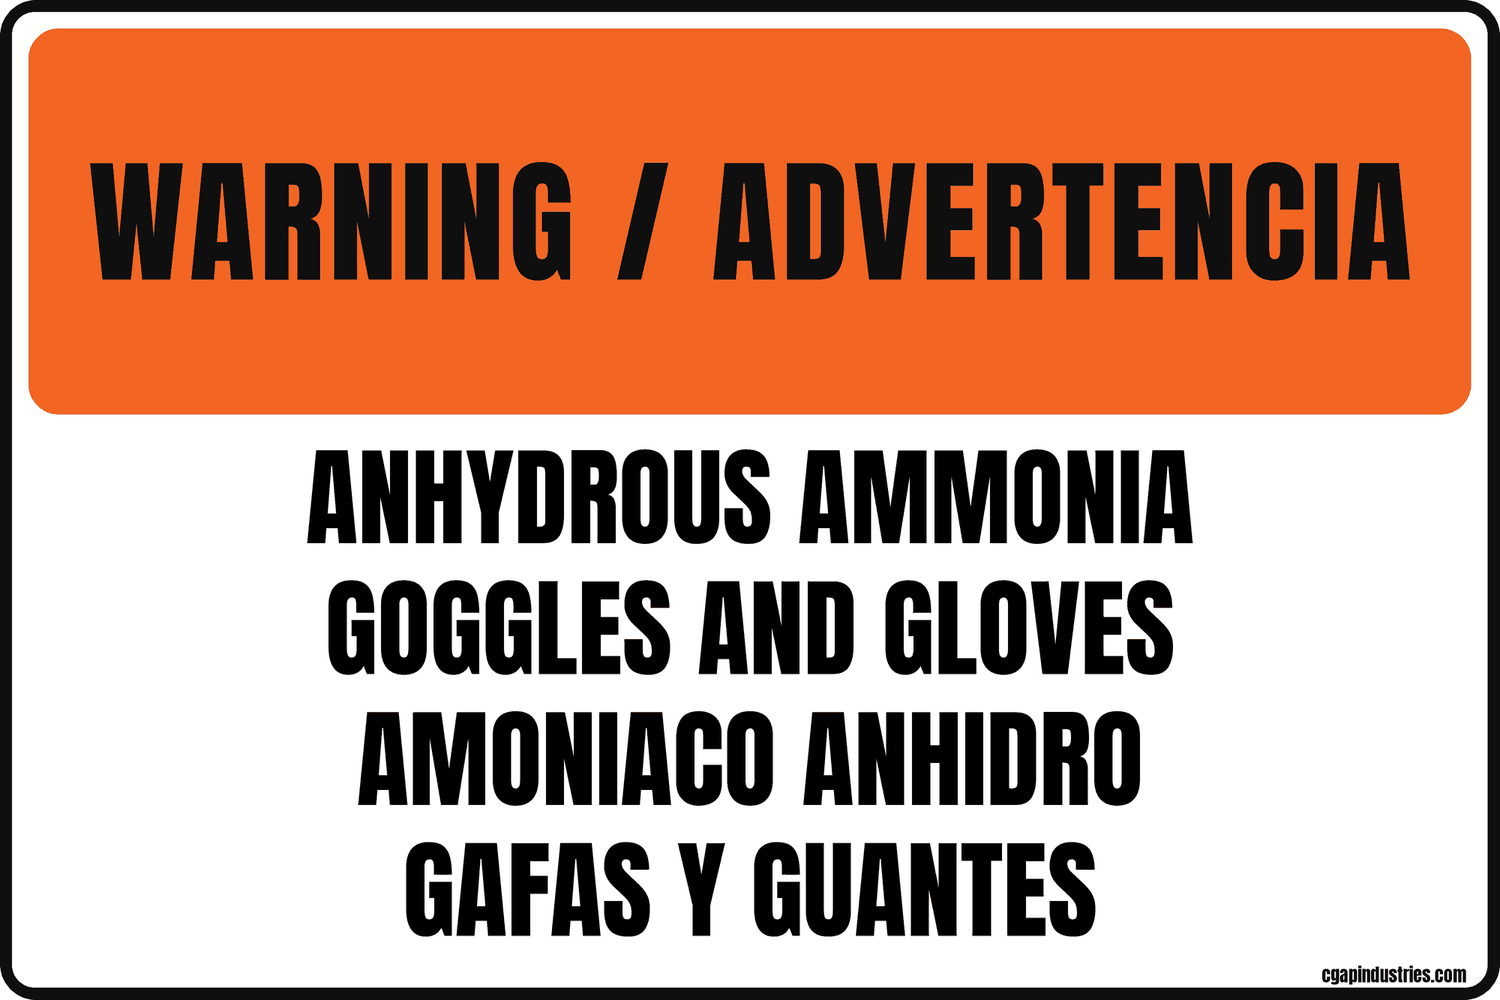 WARNING / ADVERTENCIA
ANHYDROUS AMMONIA
GOGGLES AND GLOVES
AMONIACO ANHIDRO
GAFAS Y GUANTES
cgapindustries.com